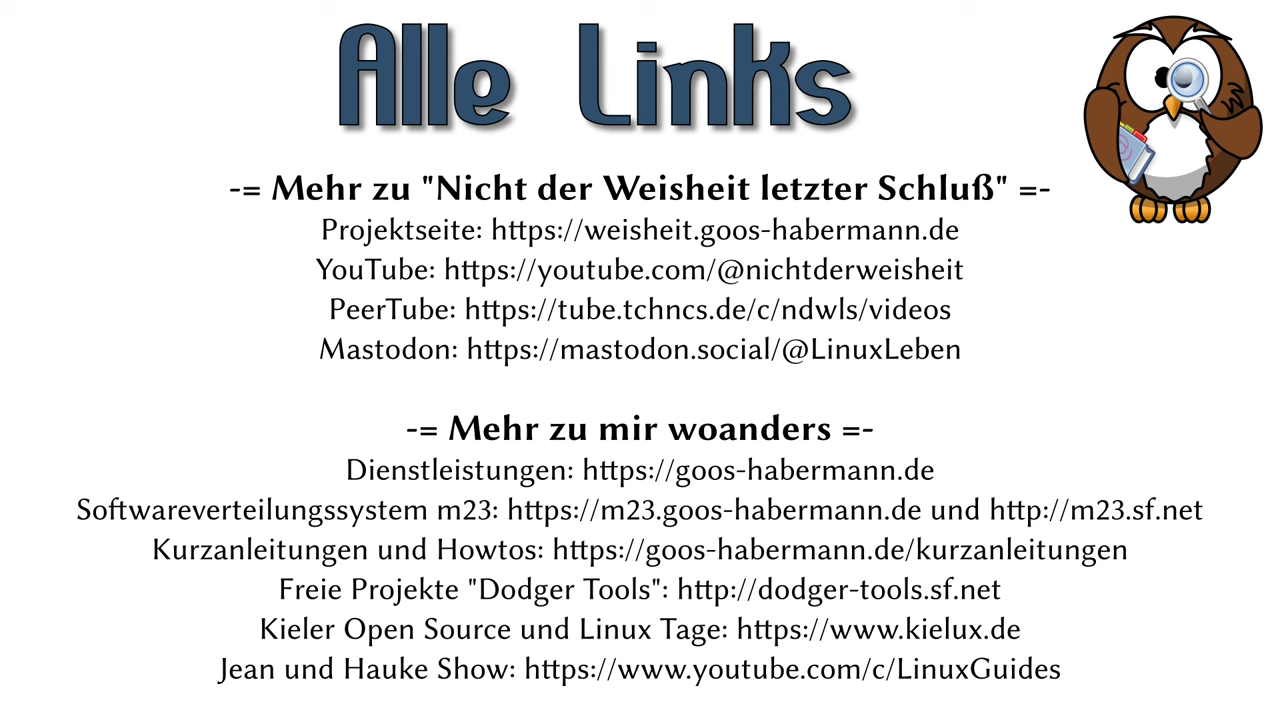 Alle Links
-= Mehr zu "Nicht der Weisheit letzter Schluß" =-
Projektseite: https://weisheit.goos-habermann.de
YouTube: https://youtube.com/@nichtderweisheit
PeerTube: https://tube.tchncs.de/c/ndwls/videos
Mastodon: https://mastodon.social/@LinuxLeben
-= Mehr zu mir woanders =-
Dienstleistungen: https://goos-habermann.de
Softwareverteilungssystem m23: https://m23.goos-habermann.de und http://m23.sf.net
Kurzanleitungen und Howtos: https://goos-habermann.de/kurzanleitungen
Freie Projekte "Dodger Tools": http://dodger-tools.sf.net
Kieler Open Source und Linux Tage: https://www.kielux.de
Jean und Hauke Show: https://www.youtube.com/c/LinuxGuides